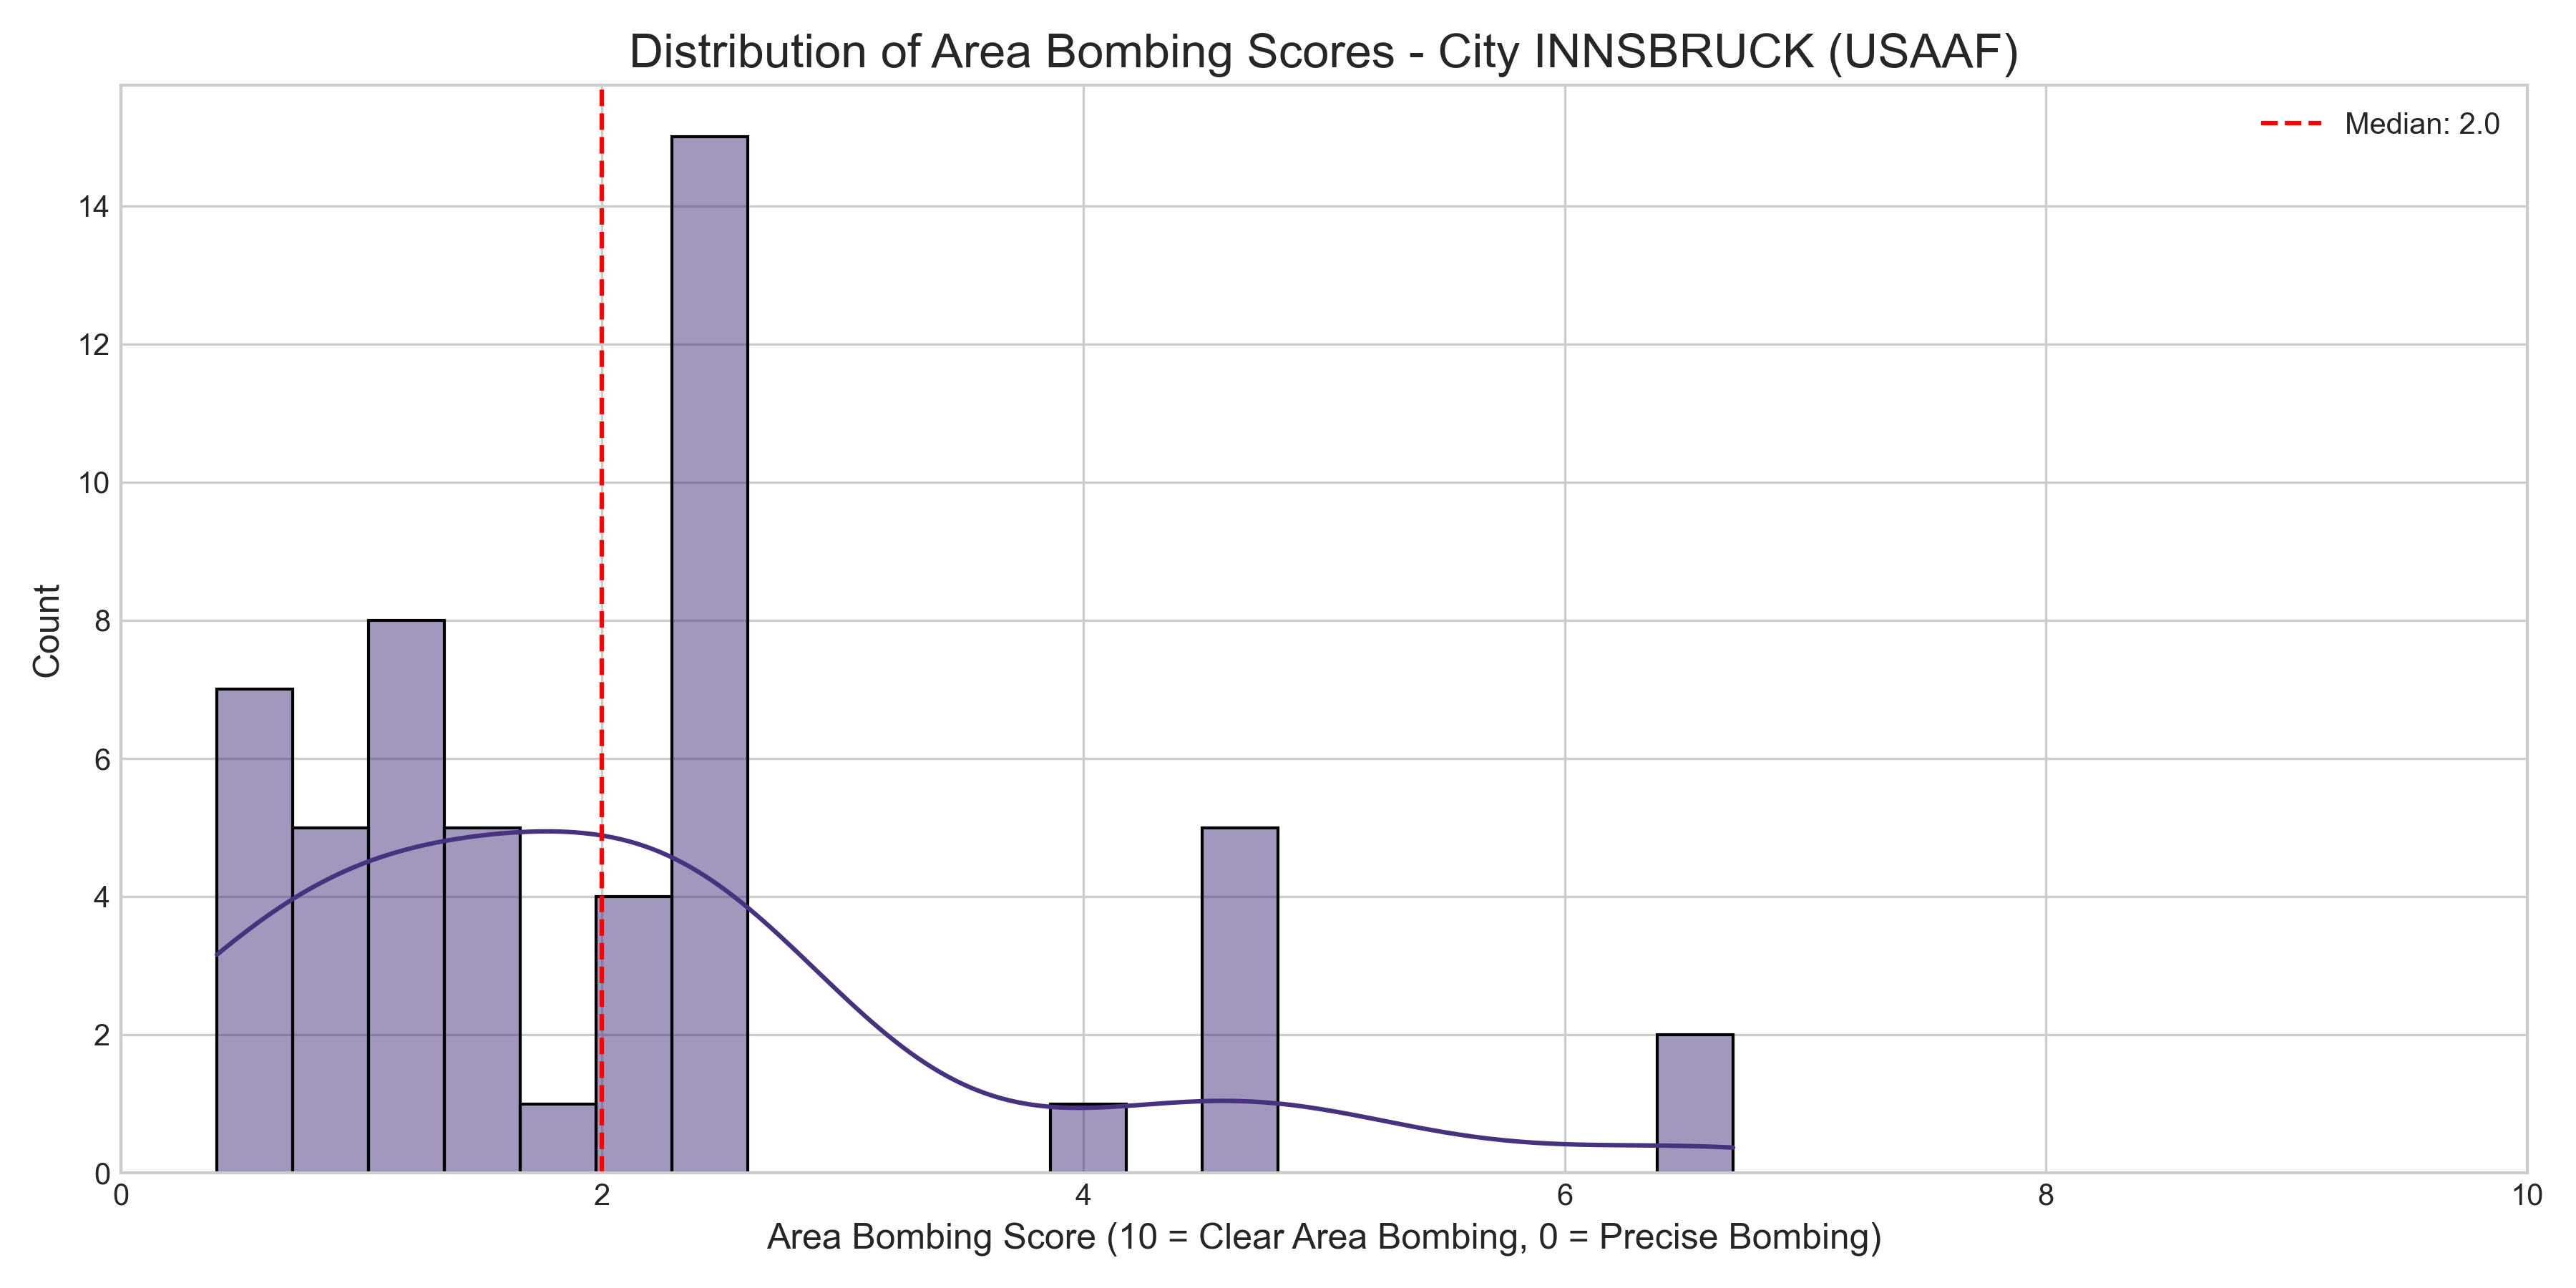 Distribution of Area Bombing Scores - City INNSBRUCK (USAAF)
Median: 2.0
14
12
10
8
6
4
2
0
Count
0 2 4 6 8 10
Area Bombing Score (10 = Clear Area Bombing, 0 = Precise Bombing)